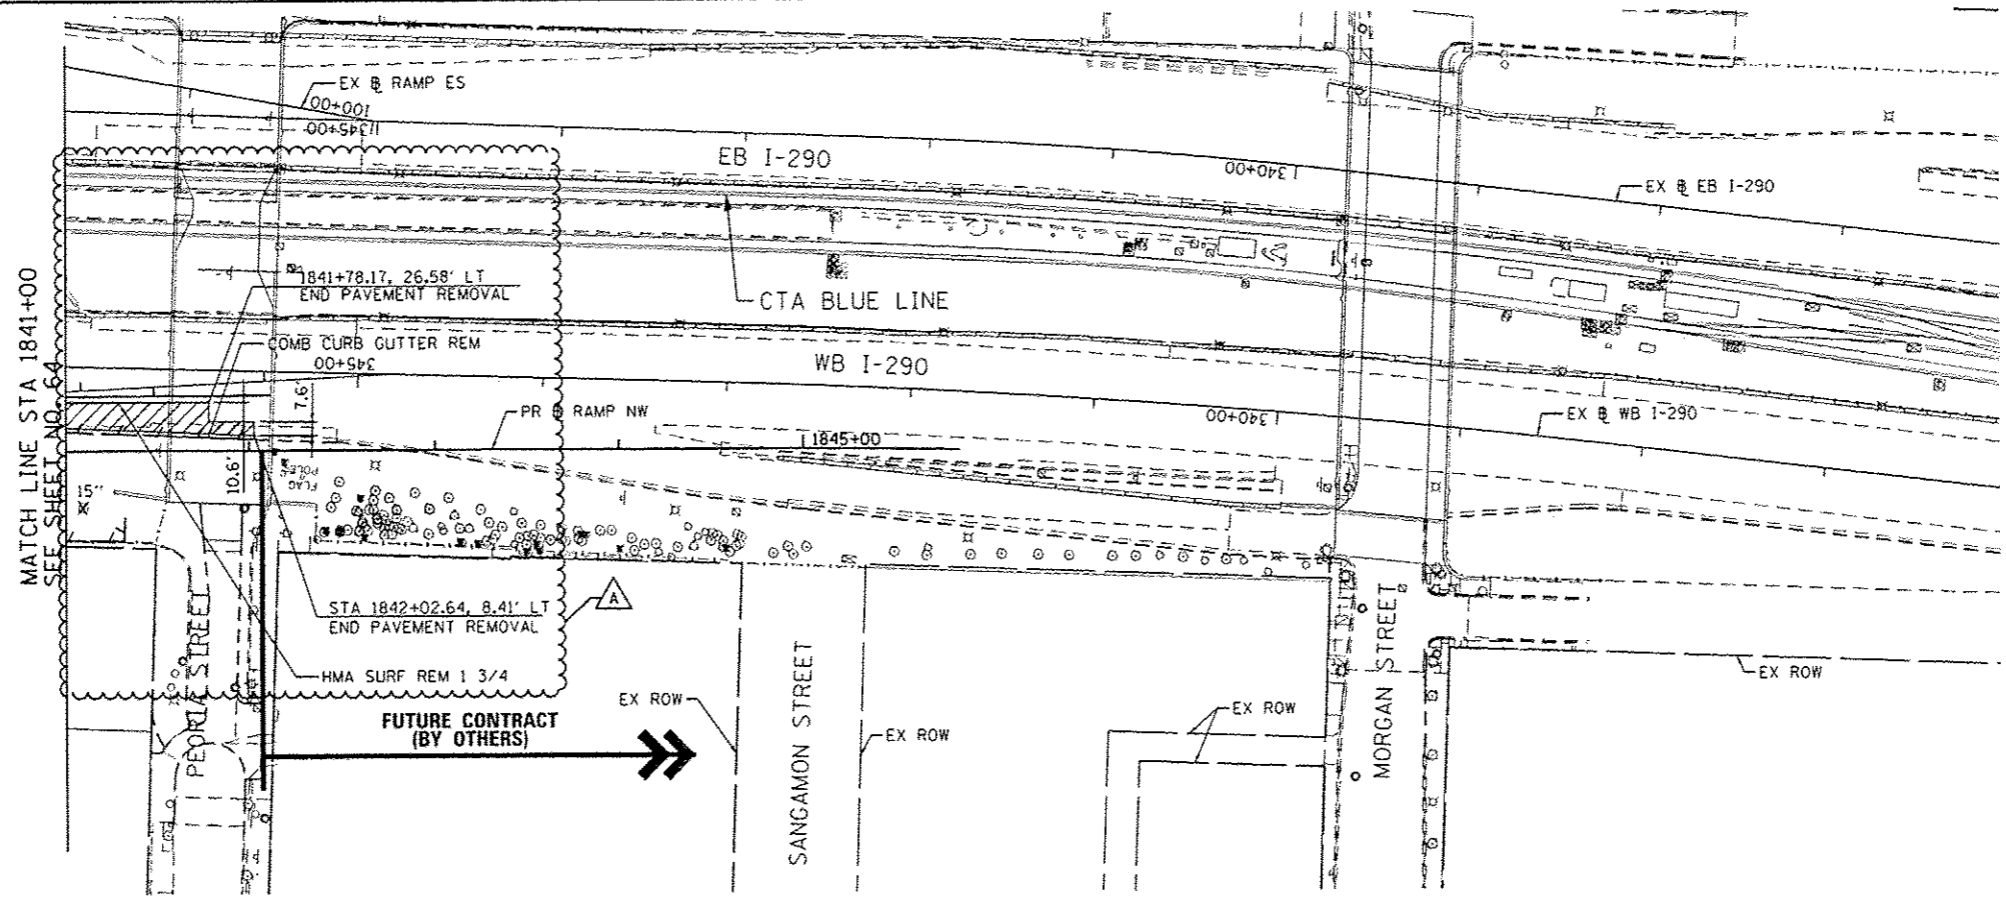 EX ⅊ RAMP ES
100+00
1345+00
EB I-290
1340+00
EX ⅊ EB I-290
1841+78.17, 26.58' LT
END PAVEMENT REMOVAL
CTA BLUE LINE
COMB CURB GUTTER REM
345+00
WB I-290
MATCH LINE STA 1841+00
SEE SHEET NO. 64
7.6'
PR ⅊ RAMP NW
1845+00
340+00
EX ⅊ WB I-290
10.6'
15"
FLAG
POLES
STA 1842+02.64, 8.41' LT
END PAVEMENT REMOVAL
A
HMA SURF REM 1 3/4
PEORIA STREET
FUTURE CONTRACT
(BY OTHERS)
EX ROW
SANGAMON STREET
EX ROW
EX ROW
MORGAN STREET
EX ROW